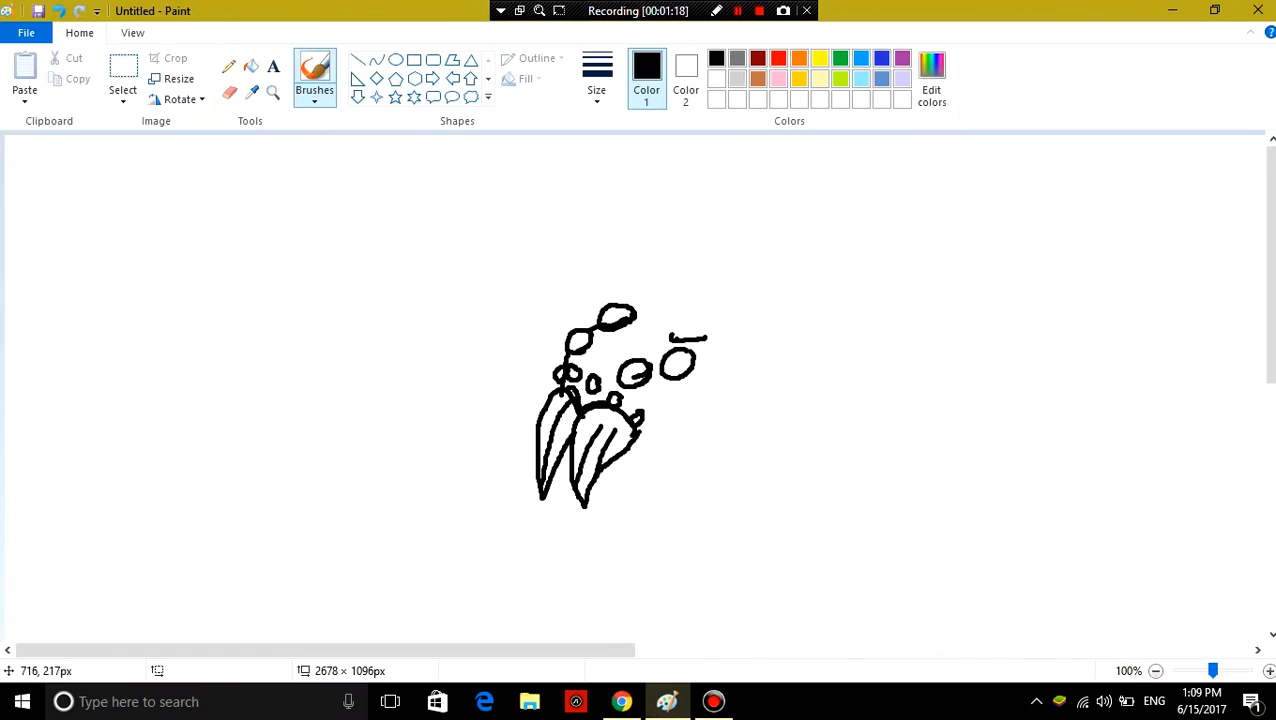 Untitled - Paint
Recording [00:01:18]
File
Home
View
Paste
Cut
Copy
Clipboard
Select
Crop
Resize
Rotate
Image
Tools
Brushes
Shapes
Outline
Fill
Size
Color 1
Color 2
Colors
Edit colors
716, 217px
2678 × 1096px
100%
Type here to search
ENG
1:09 PM
6/15/2017